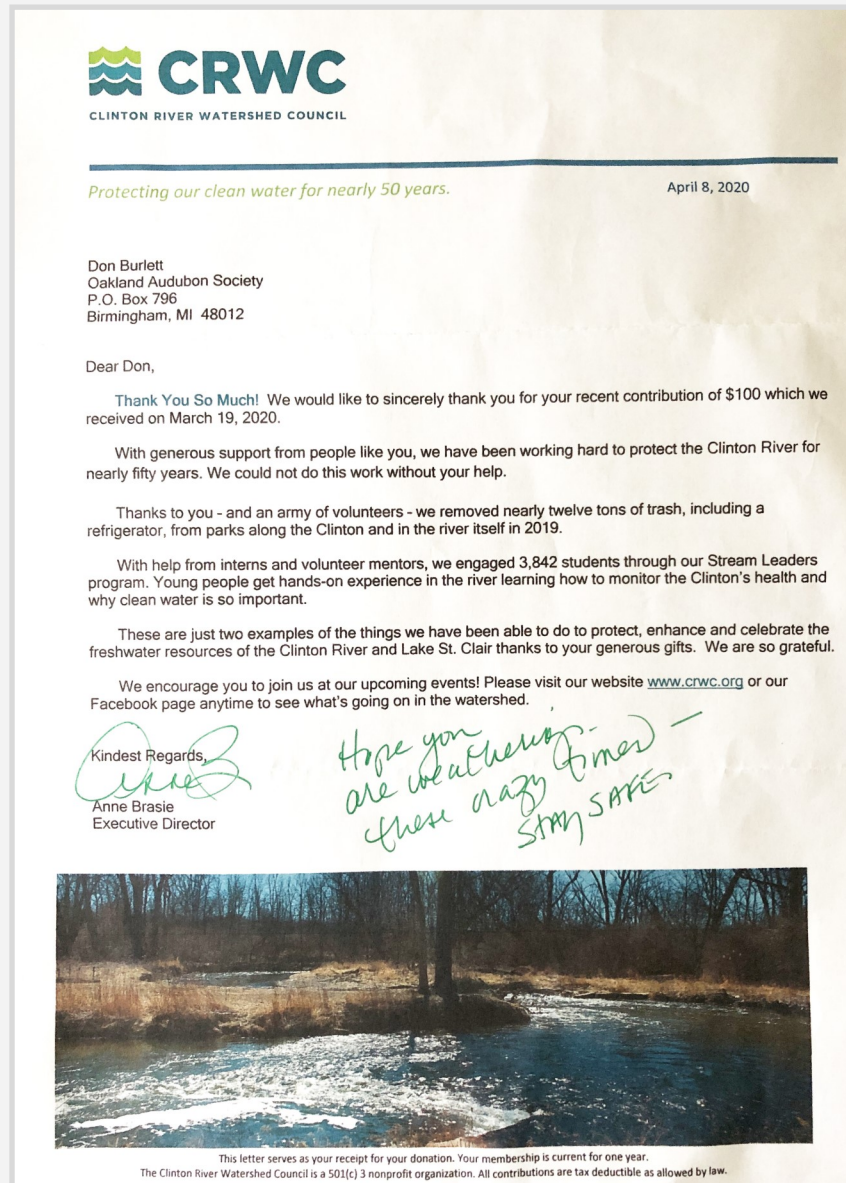 CRWC
CLINTON RIVER WATERSHED COUNCIL
Protecting our clean water for nearly 50 years.
April 8, 2020
Don Burlett
Oakland Audubon Society
P.O. Box 796
Birmingham, MI 48012
Dear Don,
Thank You So Much! We would like to sincerely thank you for your recent contribution of $100 which we
received on March 19, 2020.
With generous support from people like you, we have been working hard to protect the Clinton River for
nearly fifty years. We could not do this work without your help.
Thanks to you - and an army of volunteers - we removed nearly twelve tons of trash, including a
refrigerator, from parks along the Clinton and in the river itself in 2019.
With help from interns and volunteer mentors, we engaged 3,842 students through our Stream Leaders
program. Young people get hands-on experience in the river learning how to monitor the Clinton's health and
why clean water is so important.
These are just two examples of the things we have been able to do to protect, enhance and celebrate the
freshwater resources of the Clinton River and Lake St. Clair thanks to your generous gifts. We are so grateful.
We encourage you to join us at our upcoming events! Please visit our website www.crwc.org or our
Facebook page anytime to see what's going on in the watershed.
Kindest Regards,
Anne B
Anne Brasie
Executive Director
Hope you
are weathering
these crazy times -
STAY SAFE
This letter serves as your receipt for your donation. Your membership is current for one year.
The Clinton River Watershed Council is a 501(c) 3 nonprofit organization. All contributions are tax deductible as allowed by law.